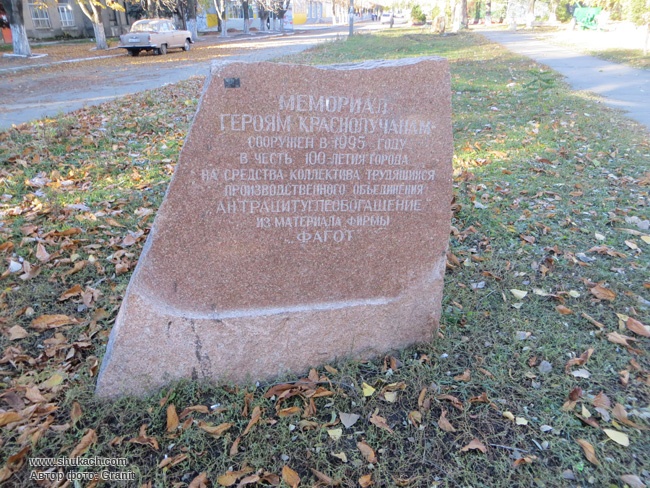 МЕМОРИАЛ
ГЕРОЯМ КРАСНОЛУЧАНАМ
СООРУЖЕН В 1995 ГОДУ
В ЧЕСТЬ 100-ЛЕТИЯ ГОРОДА
НА СРЕДСТВА КОЛЛЕКТИВА ТРУДЯЩИХСЯ
ПРОИЗВОДСТВЕННОГО ОБЪЕДИНЕНИЯ
АНТРАЦИТУГЛЕОБОГАЩЕНИЕ
ИЗ МАТЕРИАЛА ФИРМЫ
„ФАГОТ"
www.shukach.com
Автор фото: Granit